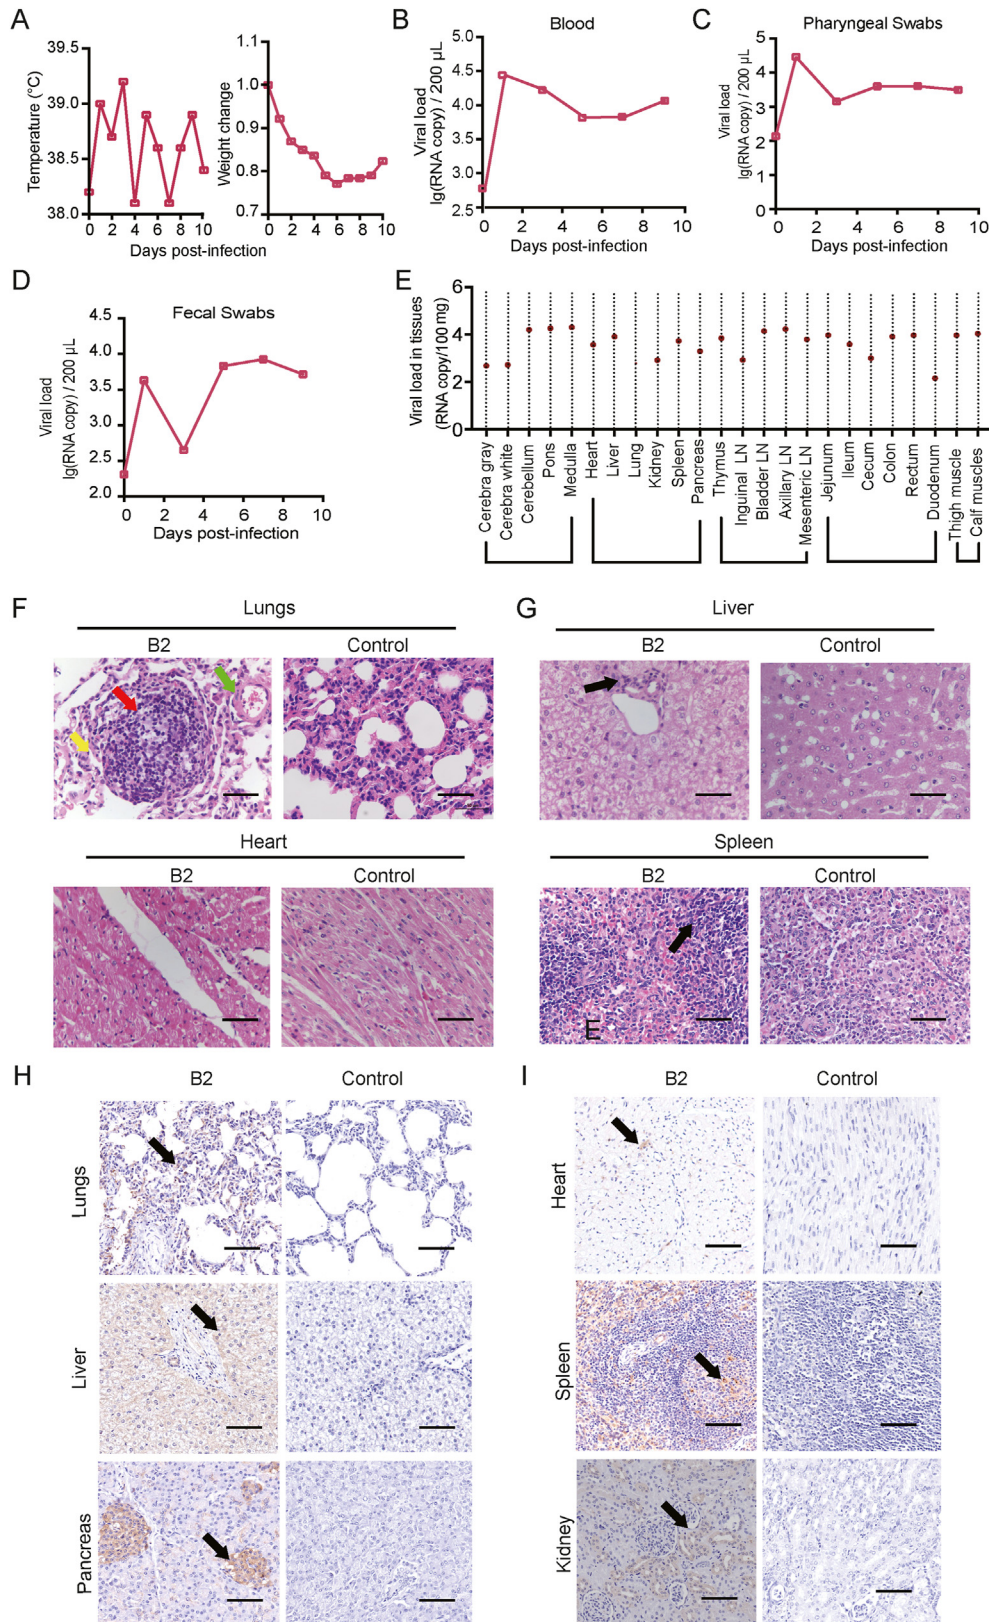 A
Temperature (°C)
39.5
39.0
38.5
38.0
0 2 4 6 8 10
Weight change
1.1
1.0
0.9
0.8
0.7
0 2 4 6 8 10
Days post-infection
B
Blood
Viral load
lg(RNA copy) / 200 µL
5.0
4.5
4.0
3.5
3.0
2.5
0 2 4 6 8 10
Days post-infection
C
Pharyngeal Swabs
Viral load
lg(RNA copy) / 200 µL
5
4
3
2
1
0
0 2 4 6 8 10
Days post-infection
D
Fecal Swabs
Viral load
lg(RNA copy) / 200 µL
4.5
4.0
3.5
3.0
2.5
2.0
0 2 4 6 8 10
Days post-infection
E
Viral load in tissues
(RNA copy/100 mg)
6
4
2
0
Cerebra gray
Cerebra white
Cerebellum
Pons
Medulla
Heart
Liver
Lung
Kidney
Spleen
Pancreas
Thymus
Inguinal LN
Bladder LN
Axillary LN
Mesenteric LN
Jejunum
Ileum
Cecum
Colon
Rectum
Duodenum
Thigh muscle
Calf muscles
F
Lungs
B2 Control
Heart
B2 Control
G
Liver
B2 Control
Spleen
B2 Control
E
H
B2 Control
Lungs
Liver
Pancreas
I
B2 Control
Heart
Spleen
Kidney